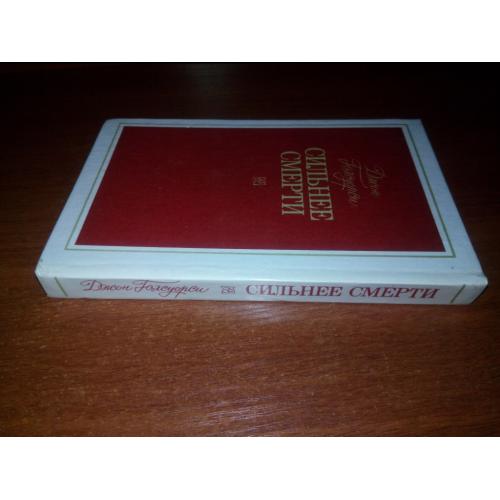 Джон
Голсуорси
СИЛЬНЕЕ
СМЕРТИ
Джон Голсуорси СИЛЬНЕЕ СМЕРТИ